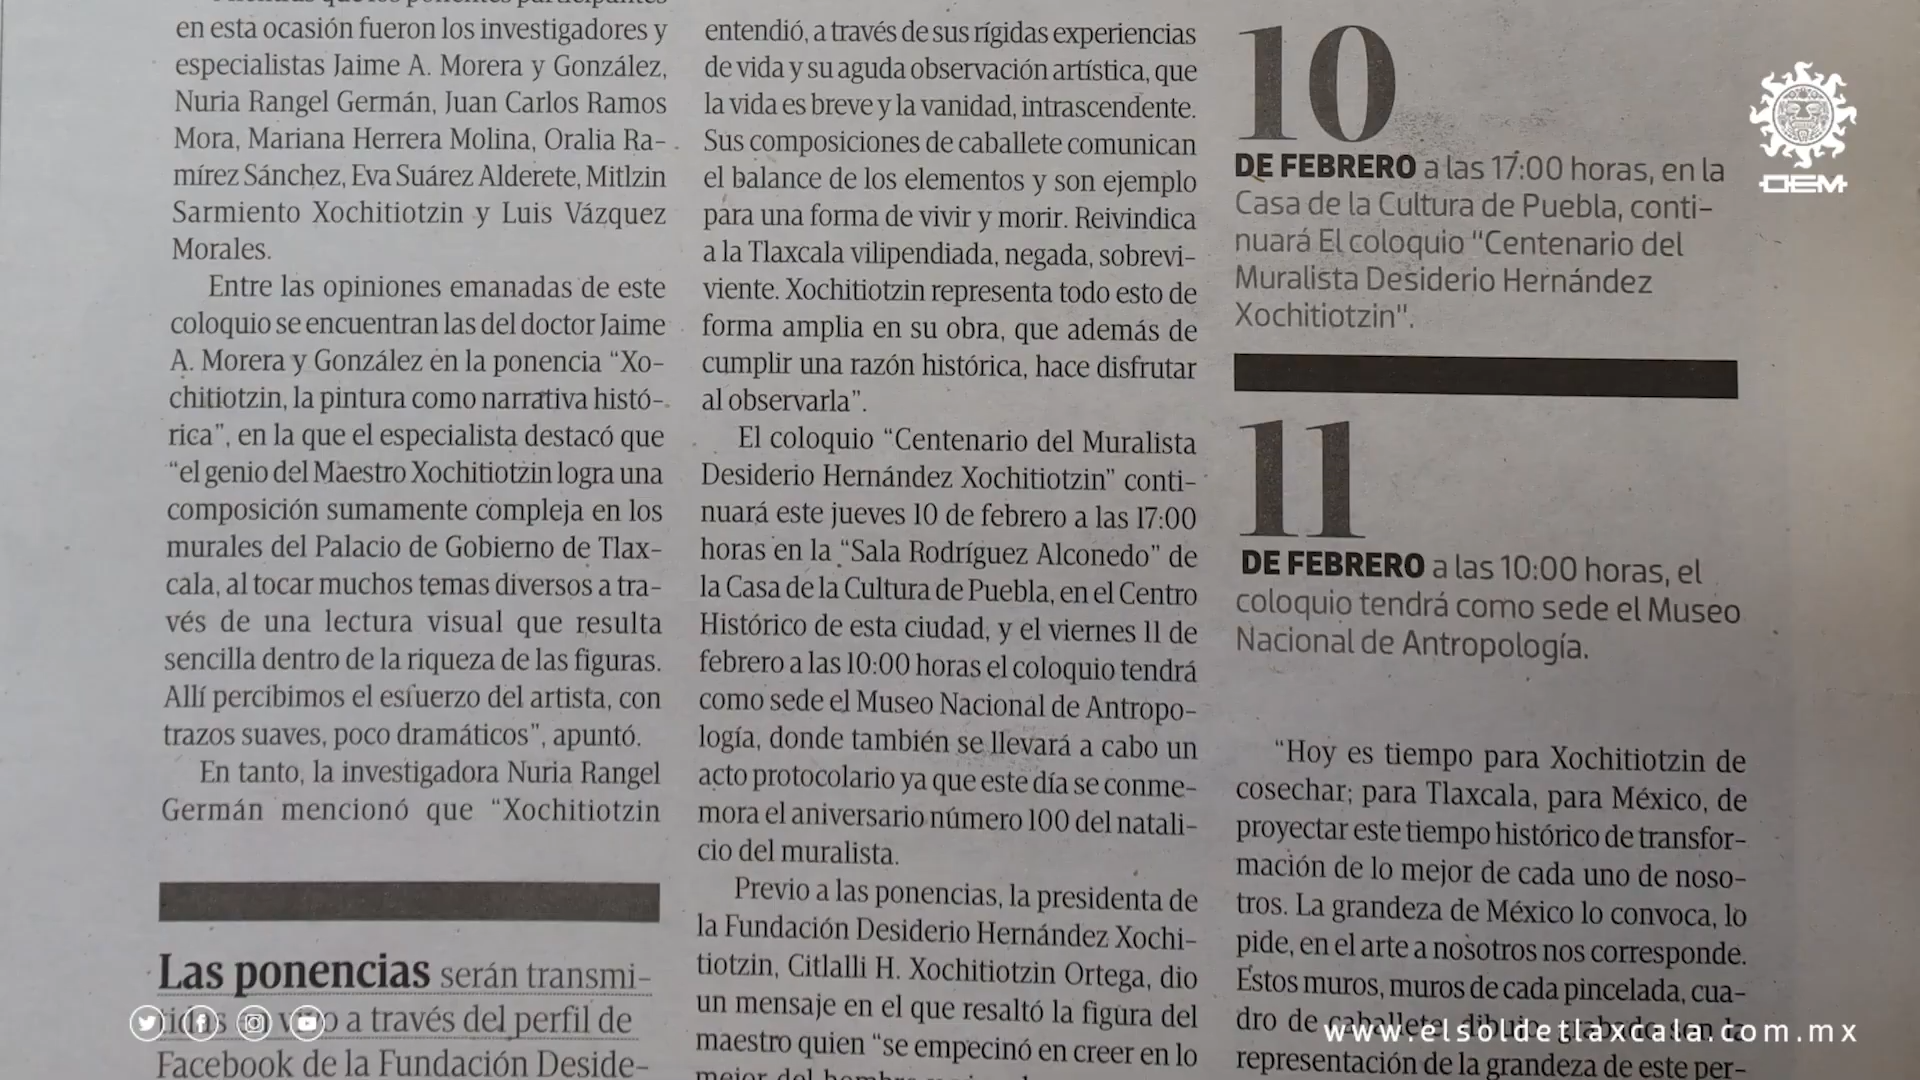 en esta ocasión fueron los investigadores y
especialistas Jaime A. Morera y González,
Nuria Rangel Germán, Juan Carlos Ramos
Mora, Mariana Herrera Molina, Oralia Ra-
mírez Sánchez, Eva Suárez Alderete, Mitlzin
Sarmiento Xochitiotzin y Luis Vázquez
Morales.
Entre las opiniones emanadas de este
coloquio se encuentran las del doctor Jaime
A. Morera y González en la ponencia “Xo-
chitiotzin, la pintura como narrativa histó-
rica”, en la que el especialista destacó que
“el genio del Maestro Xochitiotzin logra una
composición sumamente compleja en los
murales del Palacio de Gobierno de Tlax-
cala, al tocar muchos temas diversos a tra-
vés de una lectura visual que resulta
sencilla dentro de la riqueza de las figuras.
Allí percibimos el esfuerzo del artista, con
trazos suaves, poco dramáticos”, apuntó.
En tanto, la investigadora Nuria Rangel
Germán mencionó que “Xochitiotzin
Las ponencias serán transmi-
tidas en vivo a través del perfil de
Facebook de la Fundación Deside-
entendió, a través de sus rígidas experiencias
de vida y su aguda observación artística, que
la vida es breve y la vanidad, intrascendente.
Sus composiciones de caballete comunican
el balance de los elementos y son ejemplo
para una forma de vivir y morir. Reivindica
a la Tlaxcala vilipendiada, negada, sobrevi-
viente. Xochitiotzin representa todo esto de
forma amplia en su obra, que además de
cumplir una razón histórica, hace disfrutar
al observarla”.
El coloquio “Centenario del Muralista
Desiderio Hernández Xochitiotzin” conti-
nuará este jueves 10 de febrero a las 17:00
horas en la “Sala Rodríguez Alconedo” de
la Casa de la Cultura de Puebla, en el Centro
Histórico de esta ciudad, y el viernes 11 de
febrero a las 10:00 horas el coloquio tendrá
como sede el Museo Nacional de Antropo-
logía, donde también se llevará a cabo un
acto protocolario ya que este día se conme-
mora el aniversario número 100 del natali-
cio del muralista.
Previo a las ponencias, la presidenta de
la Fundación Desiderio Hernández Xochi-
tiotzin, Citlalli H. Xochitiotzin Ortega, dio
un mensaje en el que resaltó la figura del
maestro quien “se empecinó en creer en lo
10
DE FEBRERO a las 17:00 horas, en la
Casa de la Cultura de Puebla, conti-
nuará El coloquio "Centenario del
Muralista Desiderio Hernández
Xochitiotzin".
11
DE FEBRERO a las 10:00 horas, el
coloquio tendrá como sede el Museo
Nacional de Antropología.
“Hoy es tiempo para Xochitiotzin de
cosechar; para Tlaxcala, para México, de
proyectar este tiempo histórico de transfor-
mación de lo mejor de cada uno de noso-
tros. La grandeza de México lo convoca, lo
pide, en el arte a nosotros nos corresponde.
Estos muros, muros de cada pincelada, cua-
dro de caballete, dibujo, grabado son la
representación de la grandeza de este per-
OEM
www.elsoldetlaxcala.com.mx